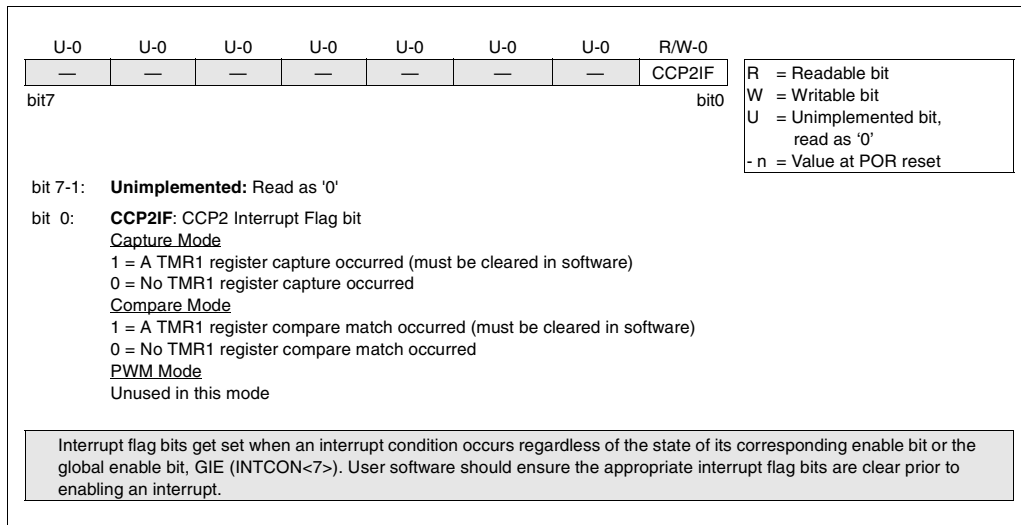 U-0 U-0 U-0 U-0 U-0 U-0 U-0 R/W-0
— — — — — — — CCP2IF
bit7 bit0
R = Readable bit
W = Writable bit
U = Unimplemented bit,
read as ‘0’
- n = Value at POR reset
bit 7-1: Unimplemented: Read as '0'
bit 0: CCP2IF: CCP2 Interrupt Flag bit
Capture Mode
1 = A TMR1 register capture occurred (must be cleared in software)
0 = No TMR1 register capture occurred
Compare Mode
1 = A TMR1 register compare match occurred (must be cleared in software)
0 = No TMR1 register compare match occurred
PWM Mode
Unused in this mode
Interrupt flag bits get set when an interrupt condition occurs regardless of the state of its corresponding enable bit or the
global enable bit, GIE (INTCON<7>). User software should ensure the appropriate interrupt flag bits are clear prior to
enabling an interrupt.